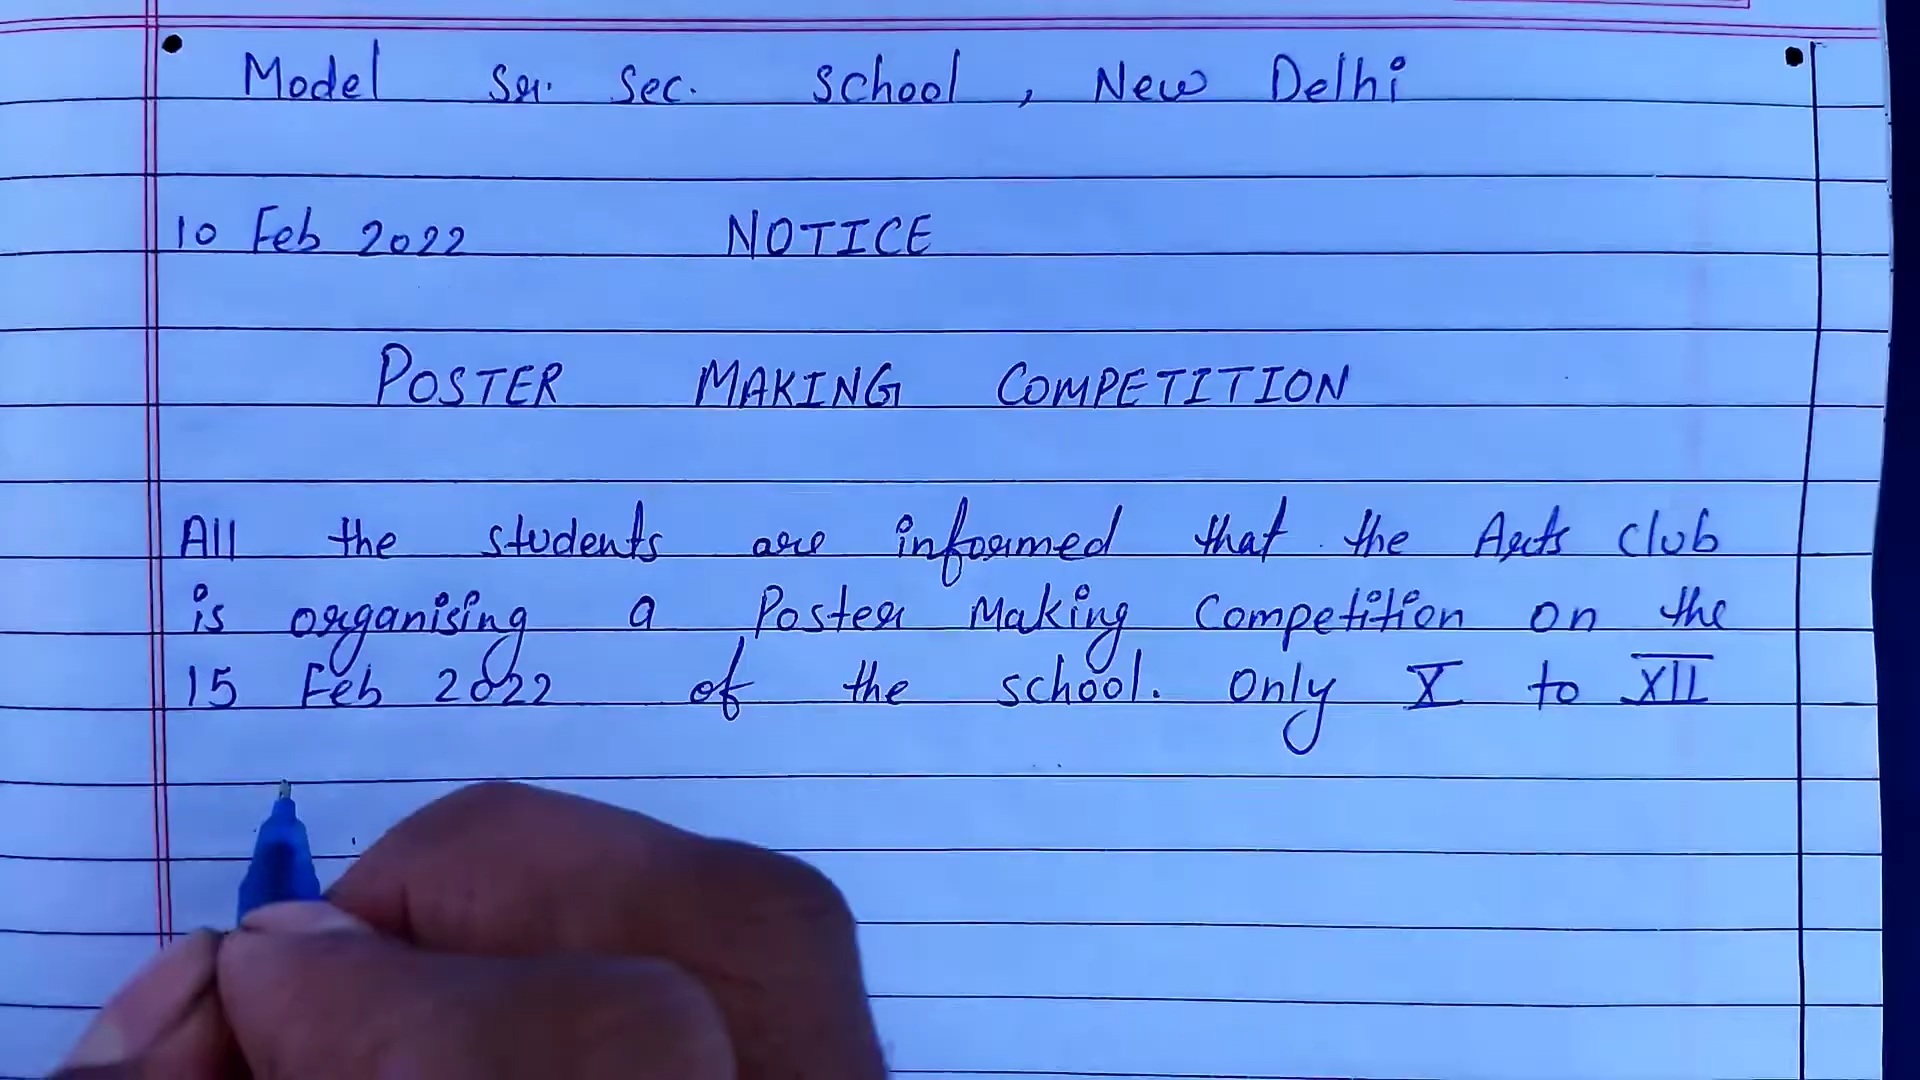 Model Sr. Sec. School, New Delhi
10 Feb 2022 NOTICE
POSTER MAKING COMPETITION
All the students are informed that the Arts club
is organising a Poster Making Competition on the
15 Feb 2022 of the school. Only X to XII